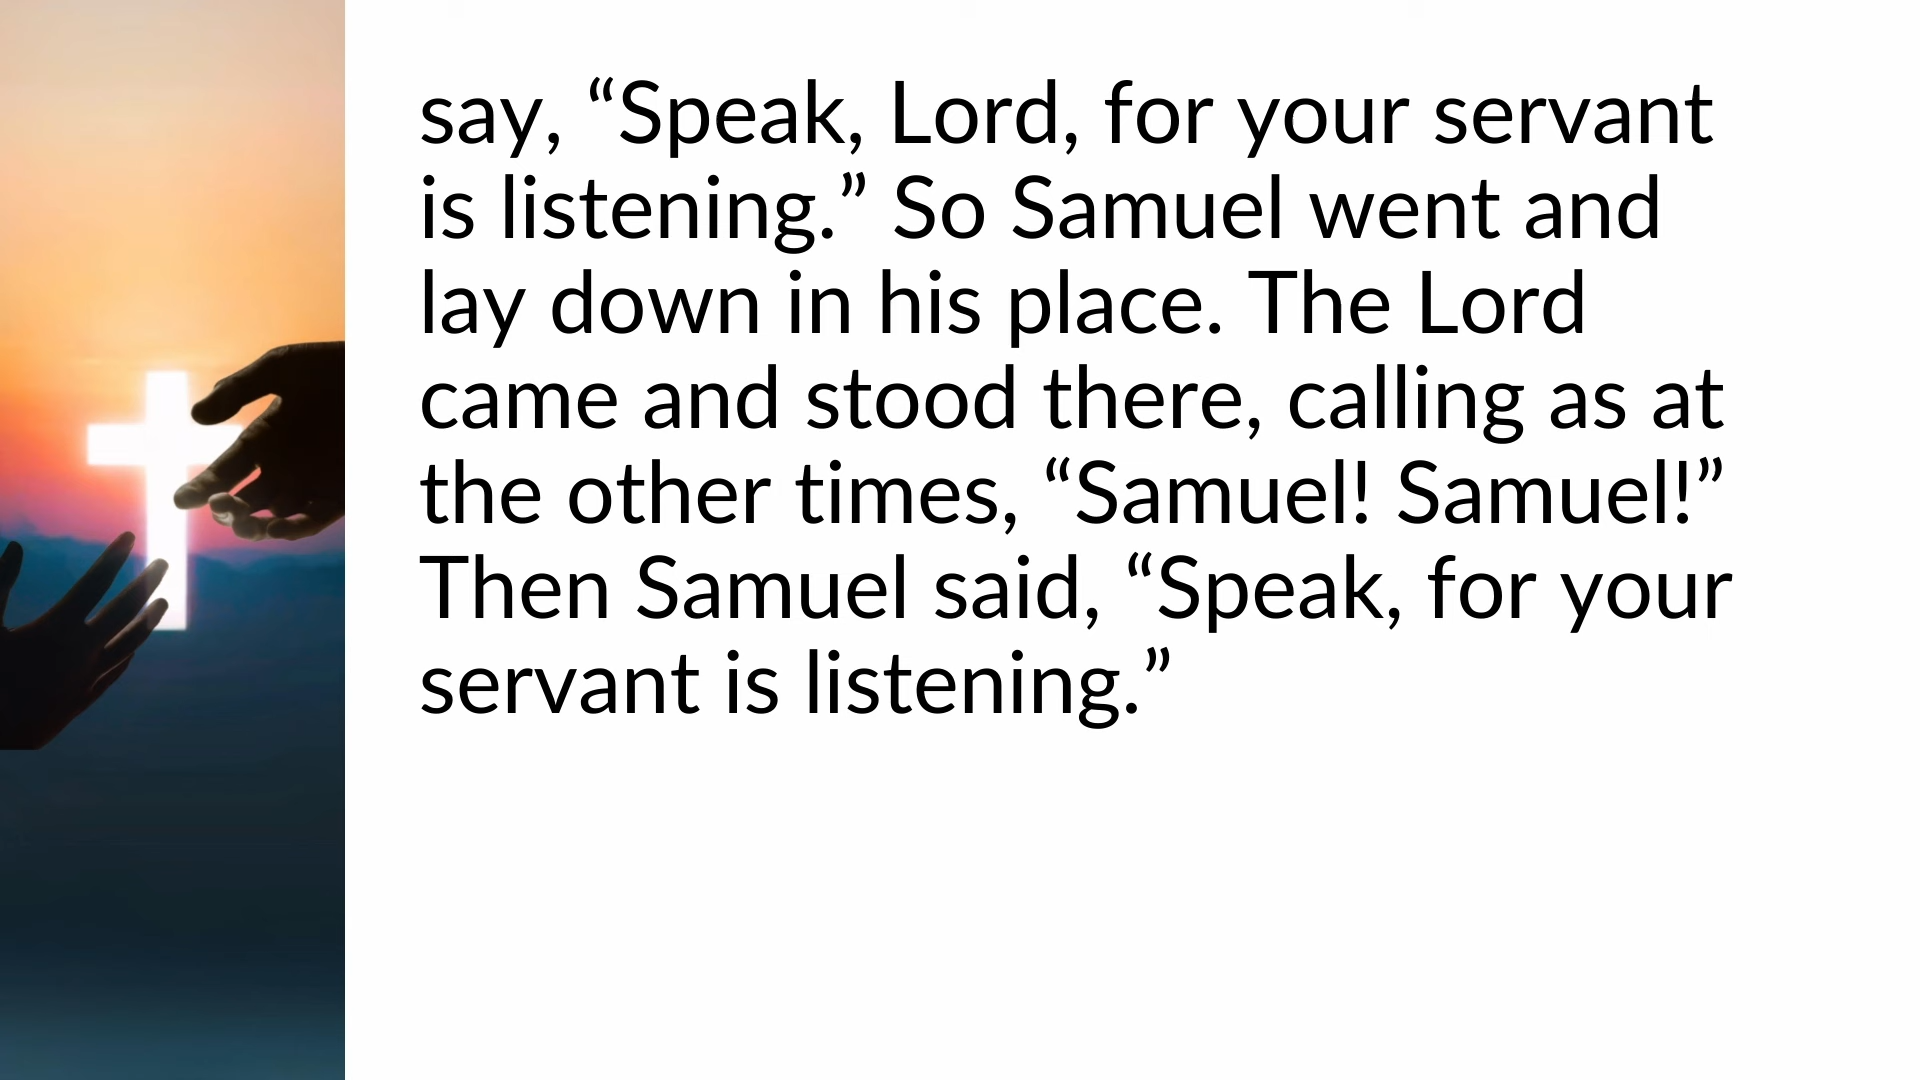 say, “Speak, Lord, for your servant
is listening.” So Samuel went and
lay down in his place. The Lord
came and stood there, calling as at
the other times, “Samuel! Samuel!”
Then Samuel said, “Speak, for your
servant is listening.”